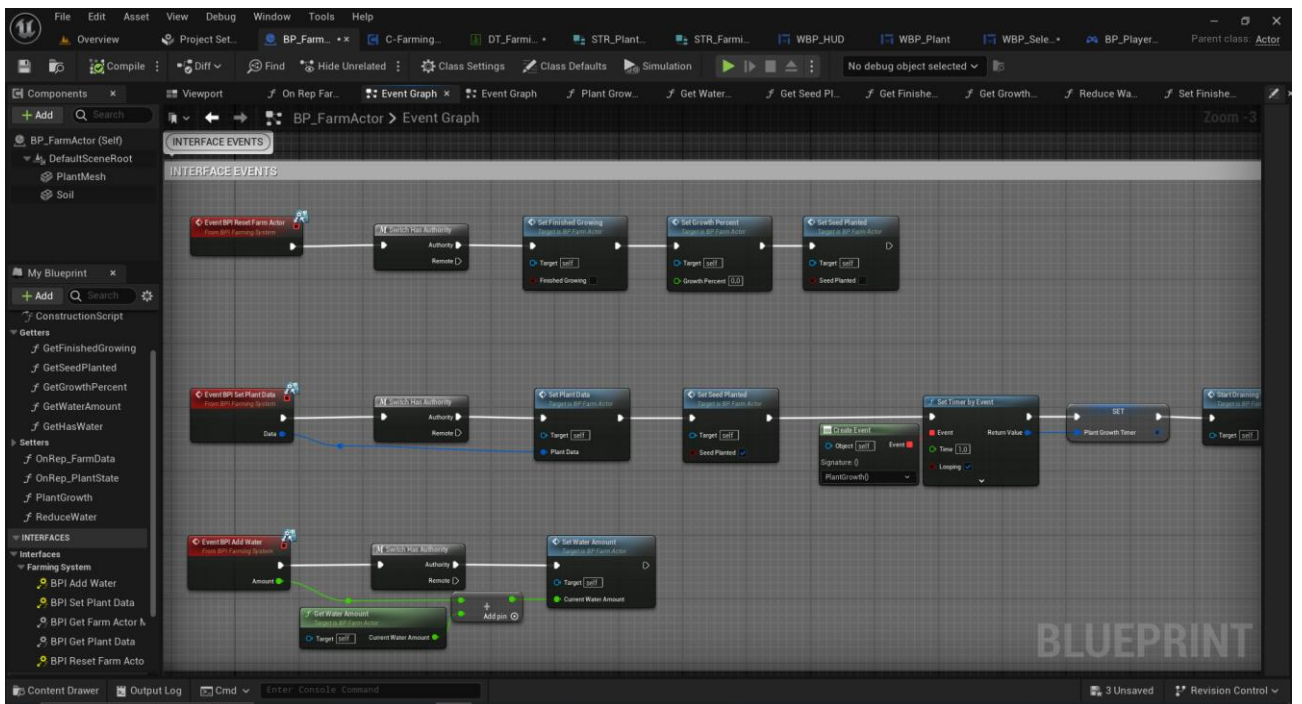 File Edit Asset View Debug Window Tools Help
Overview Project Set... BP_Farm... • × C-Farming... DT_Farmi... • STR_Plant... STR_Farmi... WBP_HUD WBP_Plant WBP_Sele... • BP_Player... Parent class: Actor
Compile Diff Find Hide Unrelated Class Settings Class Defaults Simulation No debug object selected
Components × Viewport On Rep Far... Event Graph × Event Graph Plant Grow... Get Water... Get Seed Pl... Get Finishe... Get Growth... Reduce Wa... Set Finishe...
+ Add Search BP_FarmActor > Event Graph Zoom -3
BP_FarmActor (Self)
DefaultSceneRoot
PlantMesh
Soil
My Blueprint ×
+ Add Search
ConstructionScript
Getters
GetFinishedGrowing
GetSeedPlanted
GetGrowthPercent
GetWaterAmount
GetHasWater
Setters
OnRep_FarmData
OnRep_PlantState
PlantGrowth
ReduceWater
INTERFACES
Interfaces
Farming System
BPI Add Water
BPI Set Plant Data
BPI Get Farm Actor
BPI Get Plant Data
BPI Reset Farm Acto
INTERFACE EVENTS
INTERFACE EVENTS
Event BPI Reset Farm Actor
From BPI Farming System
Switch Has Authority
Authority
Remote
Set Finished Growing
Target is BP Farm Actor
Target self
Finished Growing
Set Growth Percent
Target is BP Farm Actor
Target self
Growth Percent 0,0
Set Seed Planted
Target is BP Farm Actor
Target self
Seed Planted
Event BPI Set Plant Data
From BPI Farming System
Data
Switch Has Authority
Authority
Remote
Set Plant Data
Target is BP Farm Actor
Target self
Plant Data
Set Seed Planted
Target is BP Farm Actor
Target self
Seed Planted
Create Event
Object self Event
Signature ()
PlantGrowth()
Set Timer by Event
Event Return Value
Time 1,0
Looping
SET
Plant Growth Timer
Start Draining
Target is BP Far
Target self
Event BPI Add Water
From BPI Farming System
Amount
Switch Has Authority
Authority
Remote
Get Water Amount
Target is BP Farm Actor
Target self Current Water Amount
+
Add pin
Set Water Amount
Target is BP Farm Actor
Target self
Current Water Amount
BLUEPRINT
Content Drawer Output Log Cmd Enter Console Command 3 Unsaved Revision Control